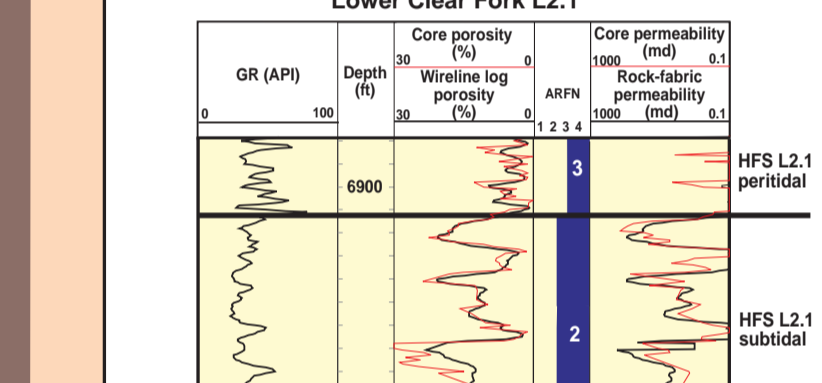 Lower Clear Fork L2.1
GR (API)
0 100
Depth
(ft)
Core porosity
(%)
30 0
Wireline log
porosity
(%)
30 0
ARFN
1 2 3 4
Core permeability
(md)
1000 0.1
Rock-fabric
permeability
(md)
1000 0.1
6900
3
HFS L2.1
peritidal
2
HFS L2.1
subtidal